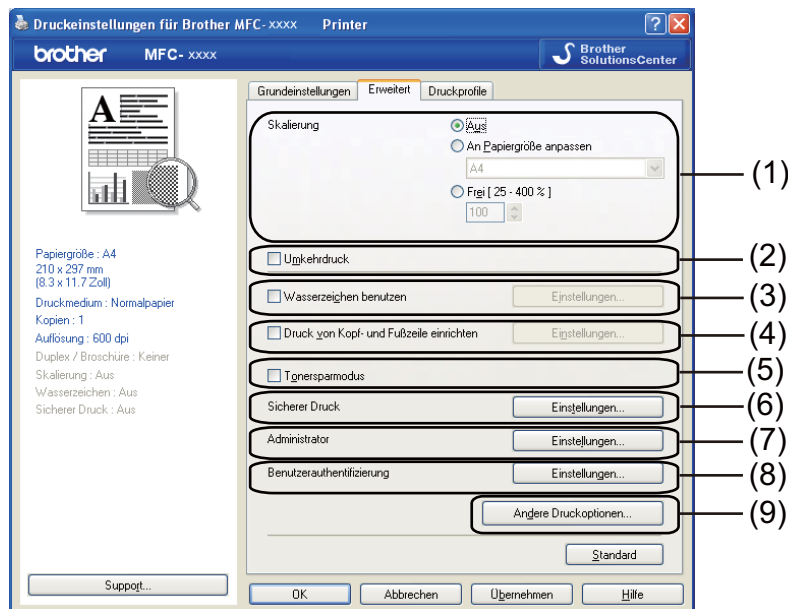 Druckeinstellungen für Brother MFC- xxxx Printer
brother MFC- xxxx
Brother
SolutionsCenter
A
Papiergröße : A4
210 x 297 mm
(8.3 x 11.7 Zoll)
Druckmedium : Normalpapier
Kopien : 1
Auflösung : 600 dpi
Duplex / Broschüre : Keiner
Skalierung : Aus
Wasserzeichen : Aus
Sicherer Druck : Aus
Support...
Grundeinstellungen Erweitert Druckprofile
Skalierung Aus
An Papiergröße anpassen
A4
Frei [ 25 - 400 % ]
100
(1)
Umkehrdruck (2)
Wasserzeichen benutzen Einstellungen... (3)
Druck von Kopf- und Fußzeile einrichten Einstellungen... (4)
Tonersparmodus (5)
Sicherer Druck Einstellungen... (6)
Administrator Einstellungen... (7)
Benutzerauthentifizierung Einstellungen... (8)
Andere Druckoptionen... (9)
Standard
OK Abbrechen Übernehmen Hilfe